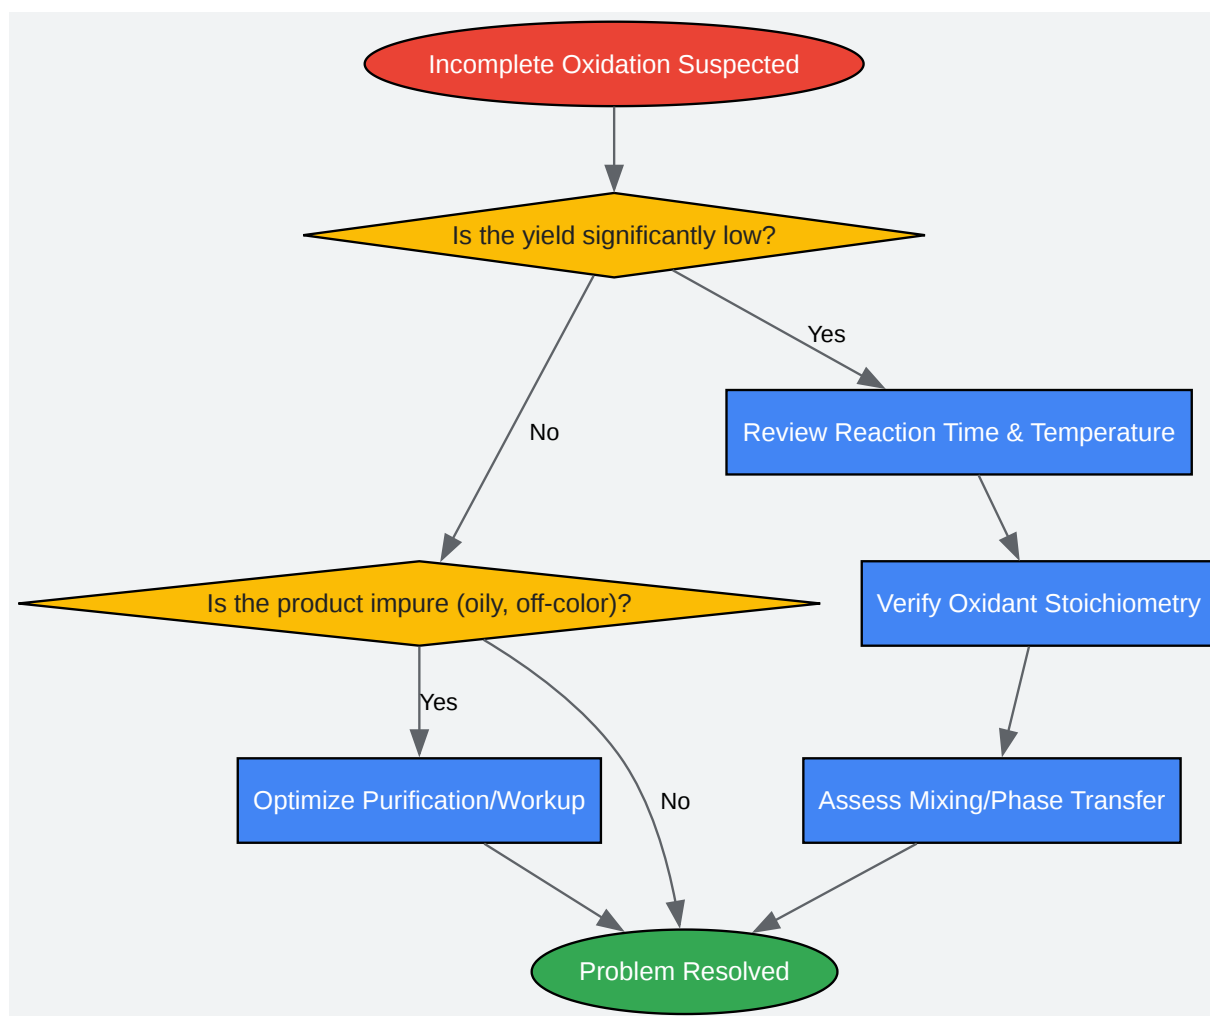 Incomplete Oxidation Suspected
Is the yield significantly low?
Yes
Review Reaction Time & Temperature
No
Is the product impure (oily, off-color)?
Verify Oxidant Stoichiometry
Yes
Optimize Purification/Workup
No
Assess Mixing/Phase Transfer
Problem Resolved